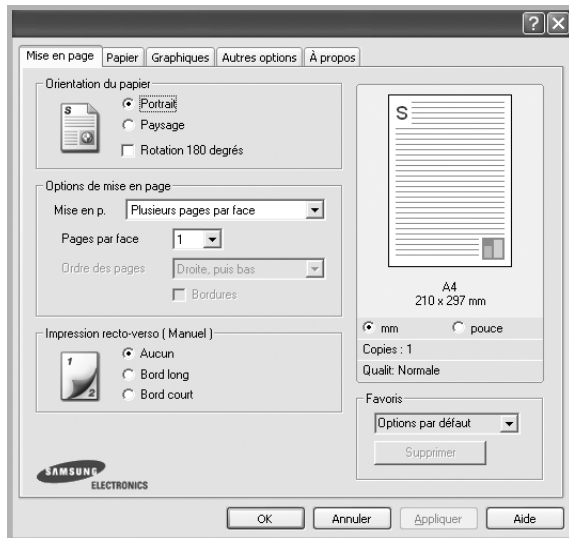 Mise en page Papier Graphiques Autres options À propos
Orientation du papier
S
Portrait
Paysage
Rotation 180 degrés
Options de mise en page
Mise en p. Plusieurs pages par face
Pages par face 1
Ordre des pages Droite, puis bas
Bordures
Impression recto-verso ( Manuel )
1
2
Aucun
Bord long
Bord court
SAMSUNG
ELECTRONICS
S
A4
210 x 297 mm
mm pouce
Copies : 1
Qualit: Normale
Favoris
Options par défaut
Supprimer
OK Annuler Appliquer Aide